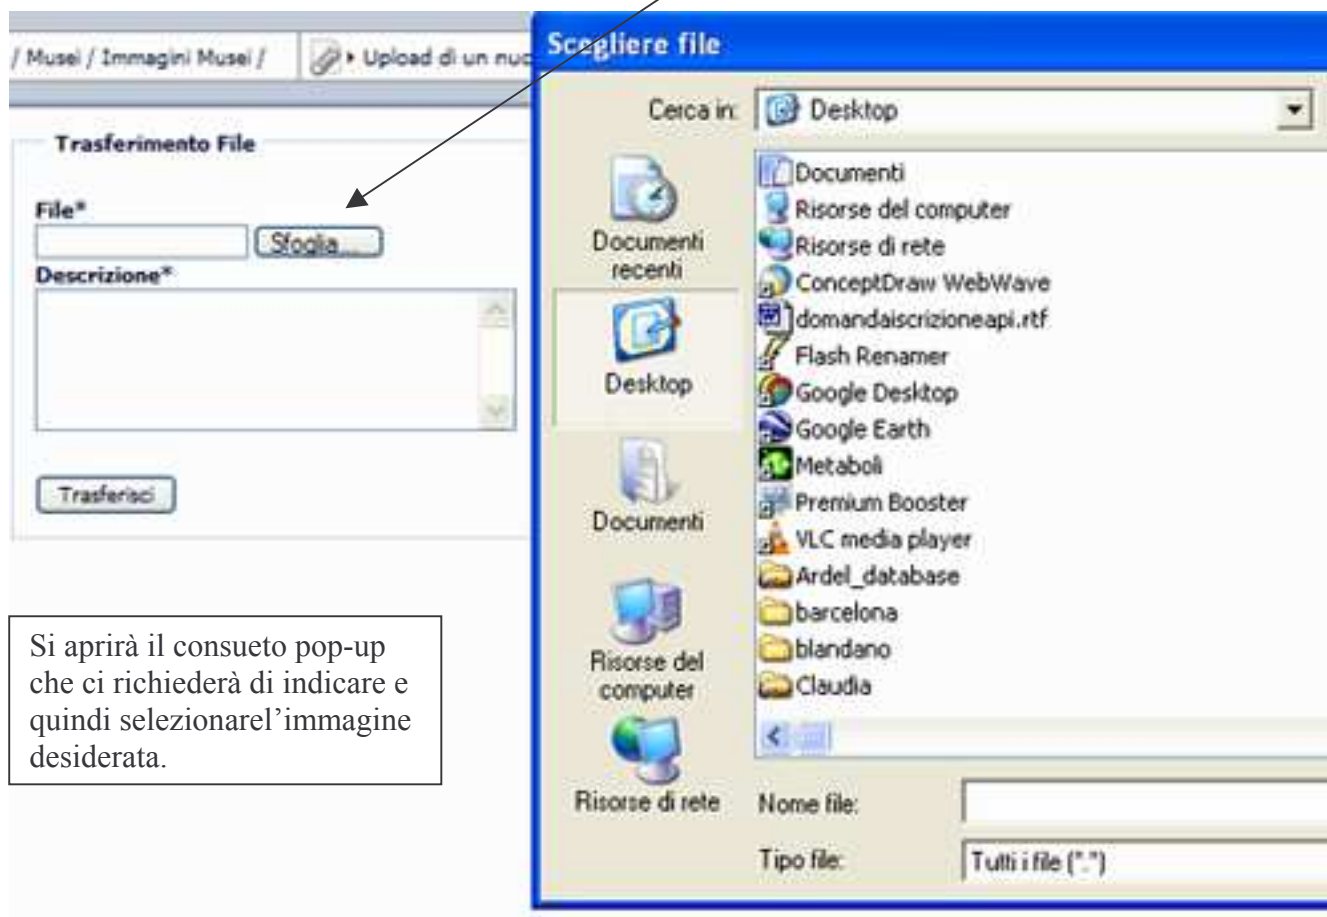 / Musei / Immagini Musei /
Upload di un nuo
Trasferimento File
File*
Sfoglia...
Descrizione*
Trasferisci
Si aprirà il consueto pop-up
che ci richiederà di indicare e
quindi selezionarel’immagine
desiderata.
Scegliere file
Cerca in:
Desktop
Documenti
recenti
Desktop
Documenti
Risorse del
computer
Risorse di rete
Documenti
Risorse del computer
Risorse di rete
ConceptDraw WebWave
domandaiscrizioneapi.rtf
Flash Renamer
Google Desktop
Google Earth
Metaboli
Premium Booster
VLC media player
Ardel_database
barcelona
blandano
Claudia
Nome file:
Tipo file:
Tutti i file (*.*)